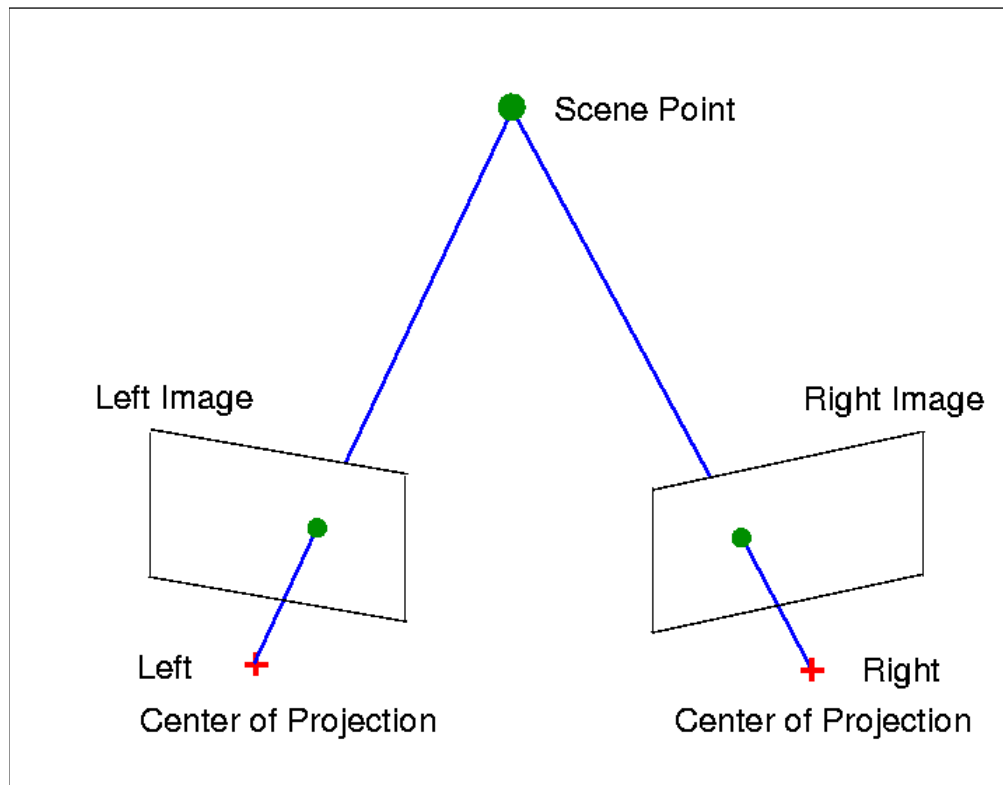 Scene Point
Left Image
Right Image
Left
Center of Projection
Right
Center of Projection